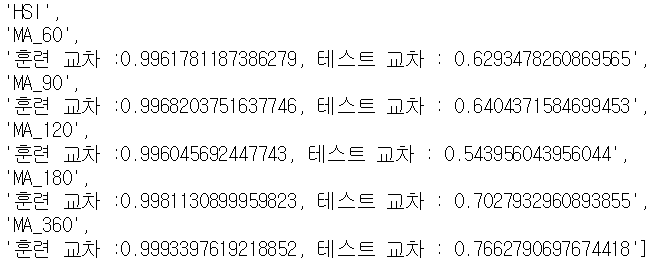 'HSI',
'MA_60',
'훈련 교차 :0.9961781187386279, 테스트 교차 : 0.6293478260869565',
'MA_90',
'훈련 교차 :0.9968203751637746, 테스트 교차 : 0.6404371584699453',
'MA_120',
'훈련 교차 :0.996045692447743, 테스트 교차 : 0.543956043956044',
'MA_180',
'훈련 교차 :0.9981130899959823, 테스트 교차 : 0.7027932960893855',
'MA_360',
'훈련 교차 :0.9993397619218852, 테스트 교차 : 0.7662790697674418']